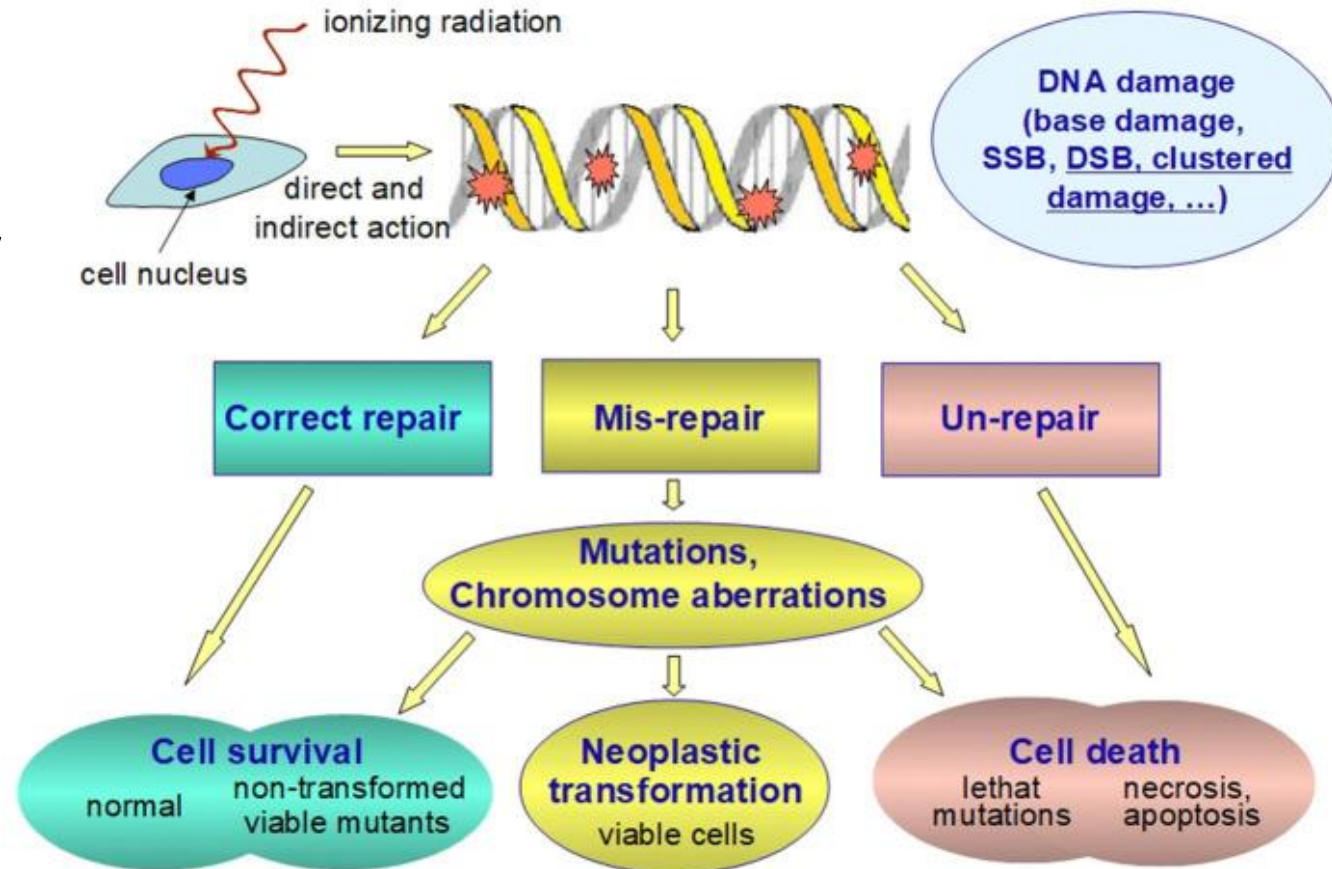 ionizing radiation
direct and
indirect action
cell nucleus
DNA damage
(base damage,
SSB, DSB, clustered
damage, ...)
Correct repair
Mis-repair
Un-repair
Mutations,
Chromosome aberrations
Cell survival
normal
non-transformed
viable mutants
Neoplastic
transformation
viable cells
Cell death
lethat
mutations
necrosis,
apoptosis